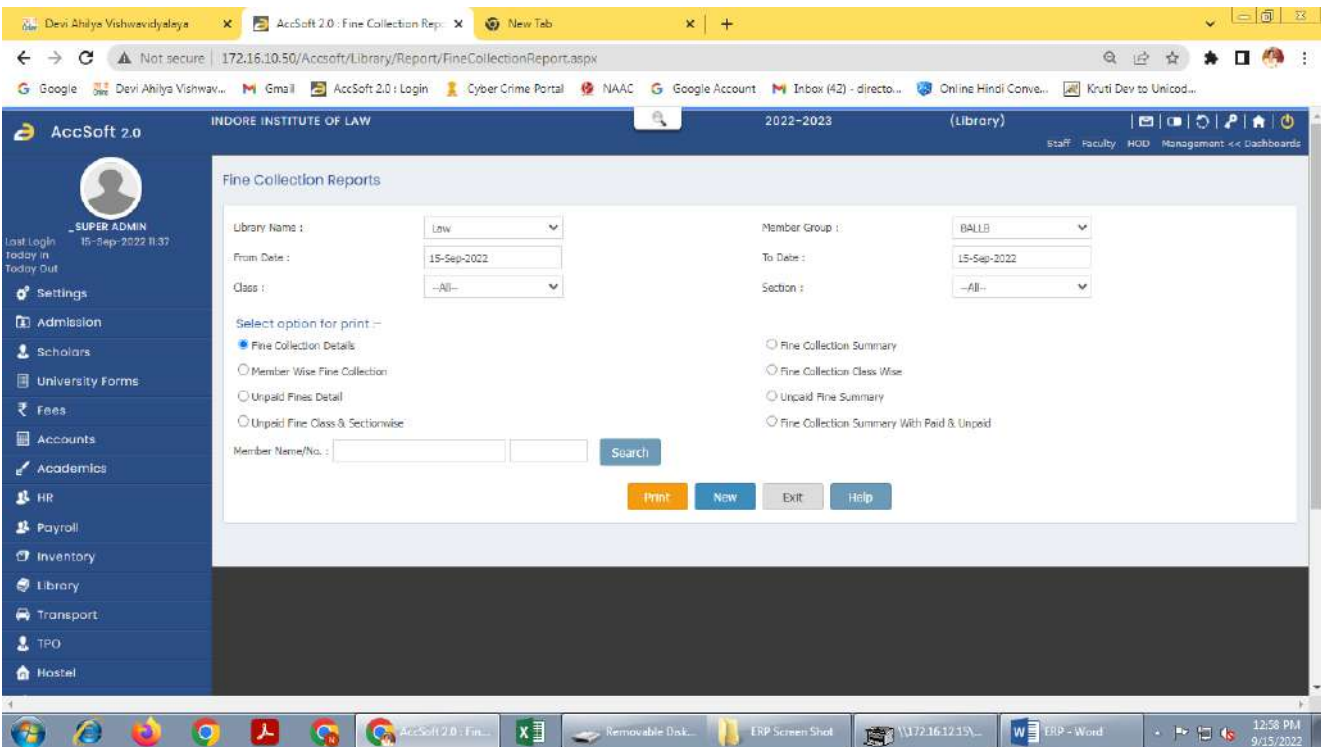 Devi Ahilya Vishwavidyalaya AccSoft 2.0 : Fine Collection Repo New Tab
Not secure 172.16.10.50/Accsoft/Library/Report/FineCollectionReport.aspx
Google Devi Ahilya Vishwav... Gmail AccSoft 2.0 : Login Cyber Crime Portal NAAC Google Account Inbox (42) - directo... Online Hindi Conve... Kruti Dev to Unicod...
AccSoft 2.0 INDORE INSTITUTE OF LAW 2022-2023 (Library)
Staff Faculty HOD Management << Dashboards
_SUPER ADMIN
Last Login 15-Sep-2022 11:37
Today In
Today Out
Settings
Admission
Scholars
University Forms
₹ Fees
Accounts
Academics
HR
Payroll
Inventory
Library
Transport
TPO
Hostel
Fine Collection Reports
Library Name : Law Member Group : BALLB
From Date : 15-Sep-2022 To Date : 15-Sep-2022
Class : --All-- Section : --All--
Select option for print :-
Fine Collection Details Fine Collection Summary
Member Wise Fine Collection Fine Collection Class Wise
Unpaid Fines Detail Unpaid Fine Summary
Unpaid Fine Class & Sectionwise Fine Collection Summary With Paid & Unpaid
Member Name/No. : Search
Print New Exit Help
AccSoft 2.0 : Fin... Removable Disk... ERP Screen Shot \\172.16.12.15\... ERP - Word 12:58 PM
9/15/2022